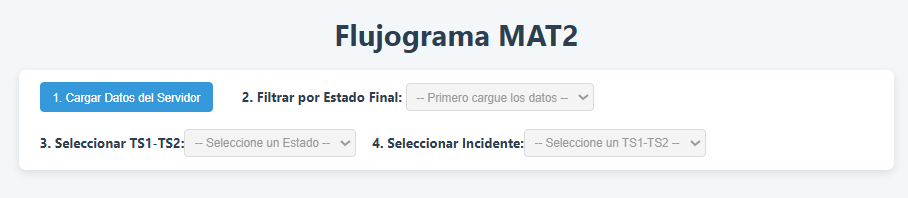 Flujograma MAT2
1. Cargar Datos del Servidor 2. Filtrar por Estado Final: -- Primero cargue los datos --
3. Seleccionar TS1-TS2: -- Seleccione un Estado -- 4. Seleccionar Incidente: -- Seleccione un TS1-TS2 --